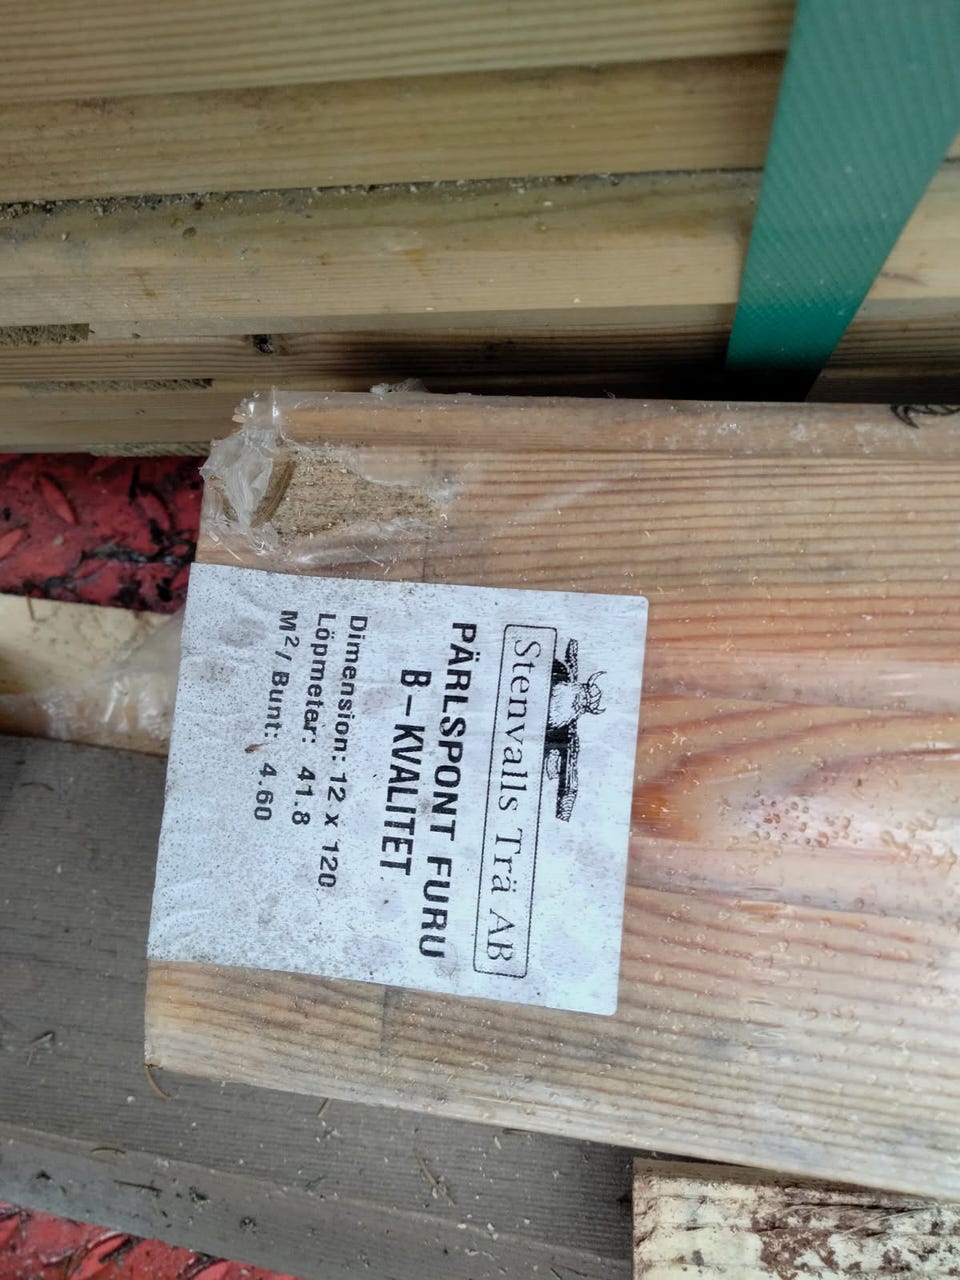 Stenvalls Trä AB
PÄRLSPONT FURU
B-KVALITET
Dimension: 12 x 120
Löpmeter: 41.8
M²/Bunt: 4.60